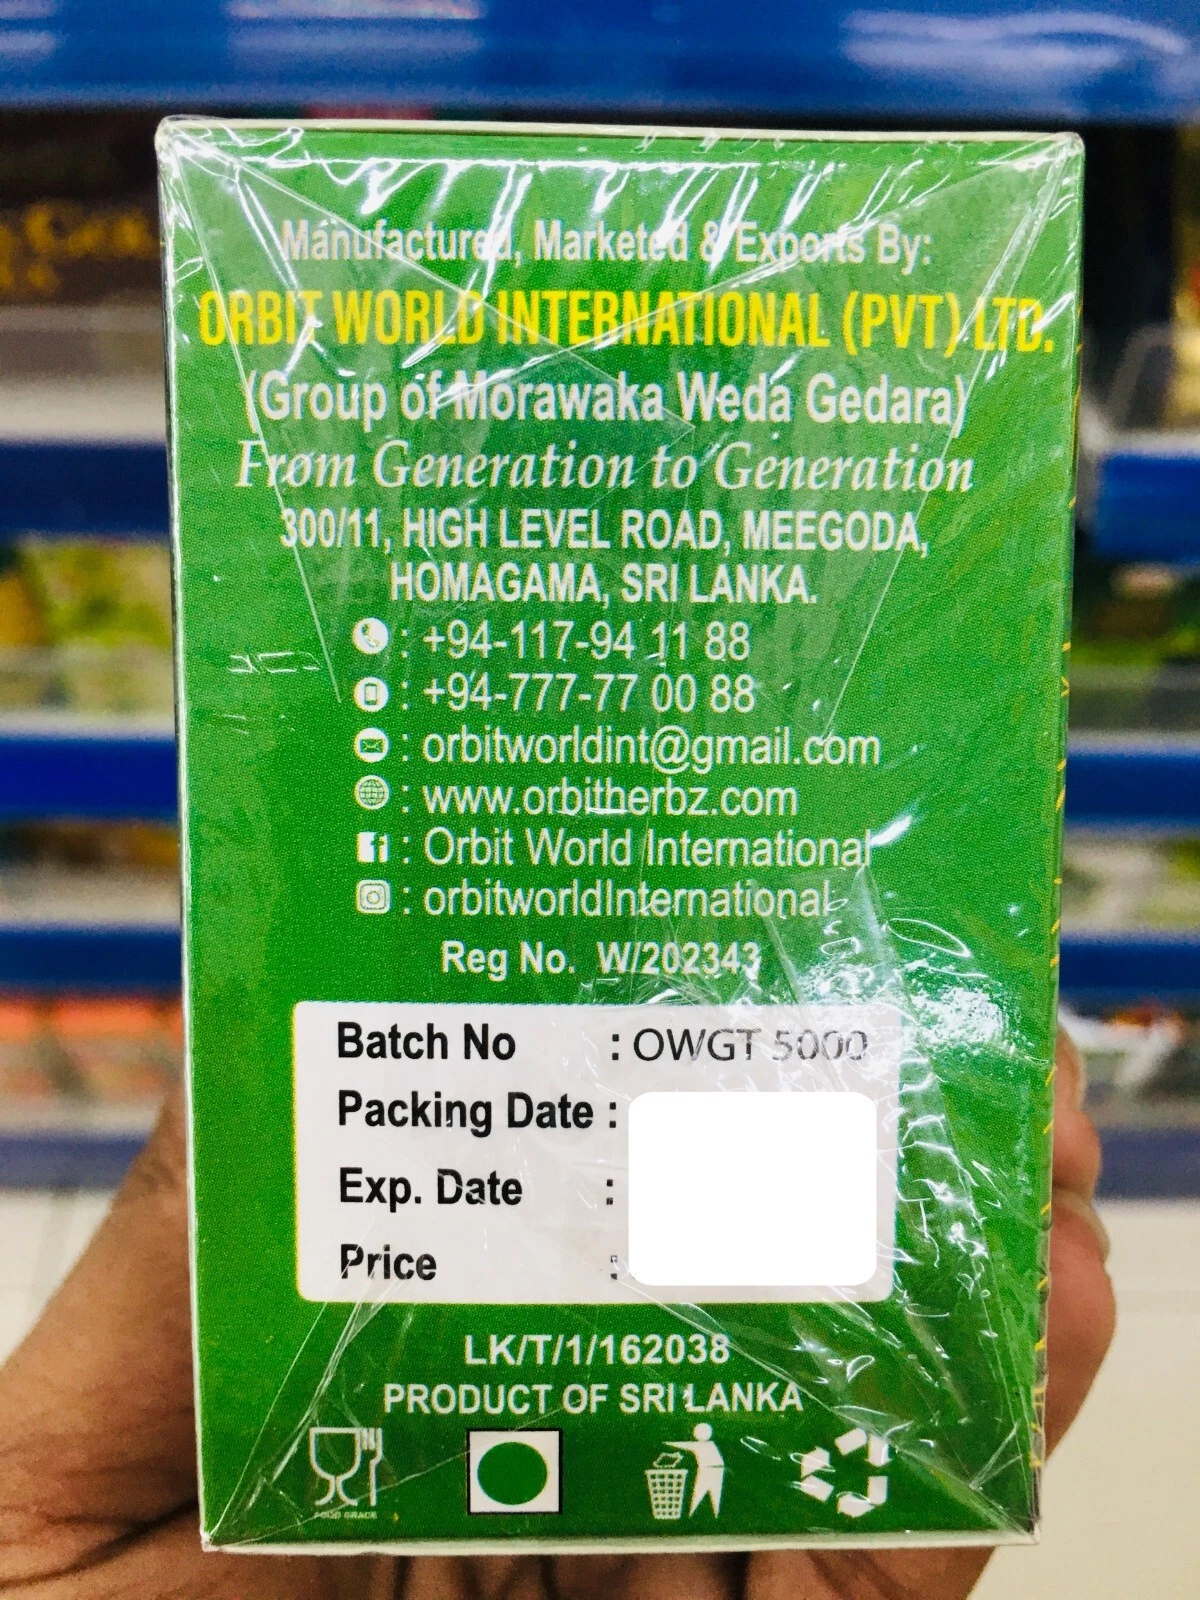 Manufactured, Marketed & Exports By:
ORBIT WORLD INTERNATIONAL (PVT) LTD.
(Group of Morawaka Weda Gedara)
From Generation to Generation
300/11, HIGH LEVEL ROAD, MEEGODA,
HOMAGAMA, SRI LANKA.
: +94-117-94 11 88
: +94-777-77 00 88
: orbitworldint@gmail.com
: www.orbitherbz.com
: Orbit World International
: orbitworldInternational
Reg No. W/202343
Batch No : OWGT 5000
Packing Date :
Exp. Date :
Price :
LK/T/1/162038
PRODUCT OF SRI LANKA
FOOD GRADE